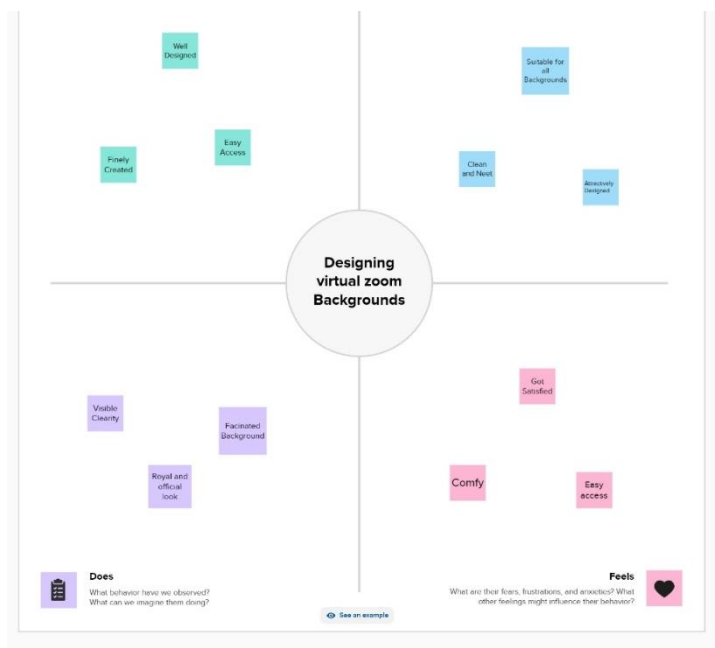 Well
Designed
Finely
Created
Easy
Access
Suitable for
all
Backgrounds
Clean
and Neet
Attractively
Designed
Designing
virtual zoom
Backgrounds
Visible
Clearity
Facinated
Background
Royal and
official
look
Got
Satisfied
Comfy
Easy
access
Does
What behavior have we observed?
What can we imagine them doing?
Feels
What are their fears, frustrations, and anxieties? What
other feelings might influence their behavior?
See an example